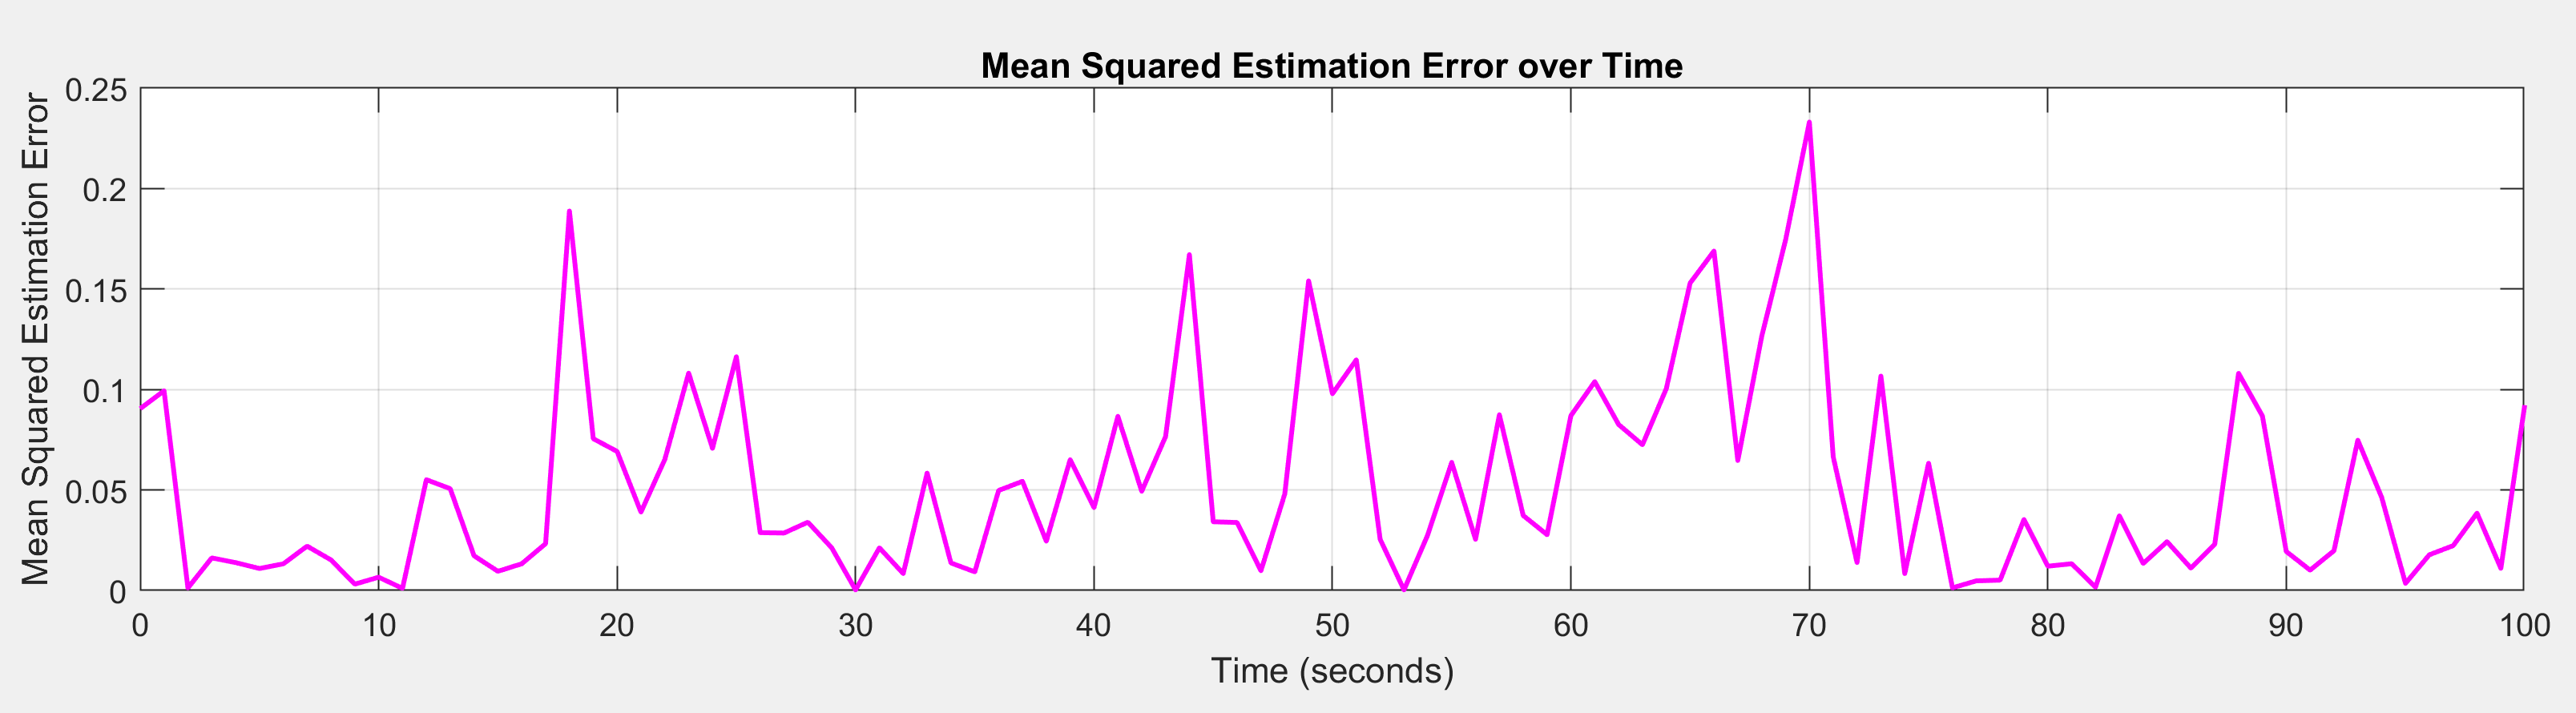 Mean Squared Estimation Error over Time
Mean Squared Estimation Error
0.25
0.2
0.15
0.1
0.05
0
0 10 20 30 40 50 60 70 80 90 100
Time (seconds)